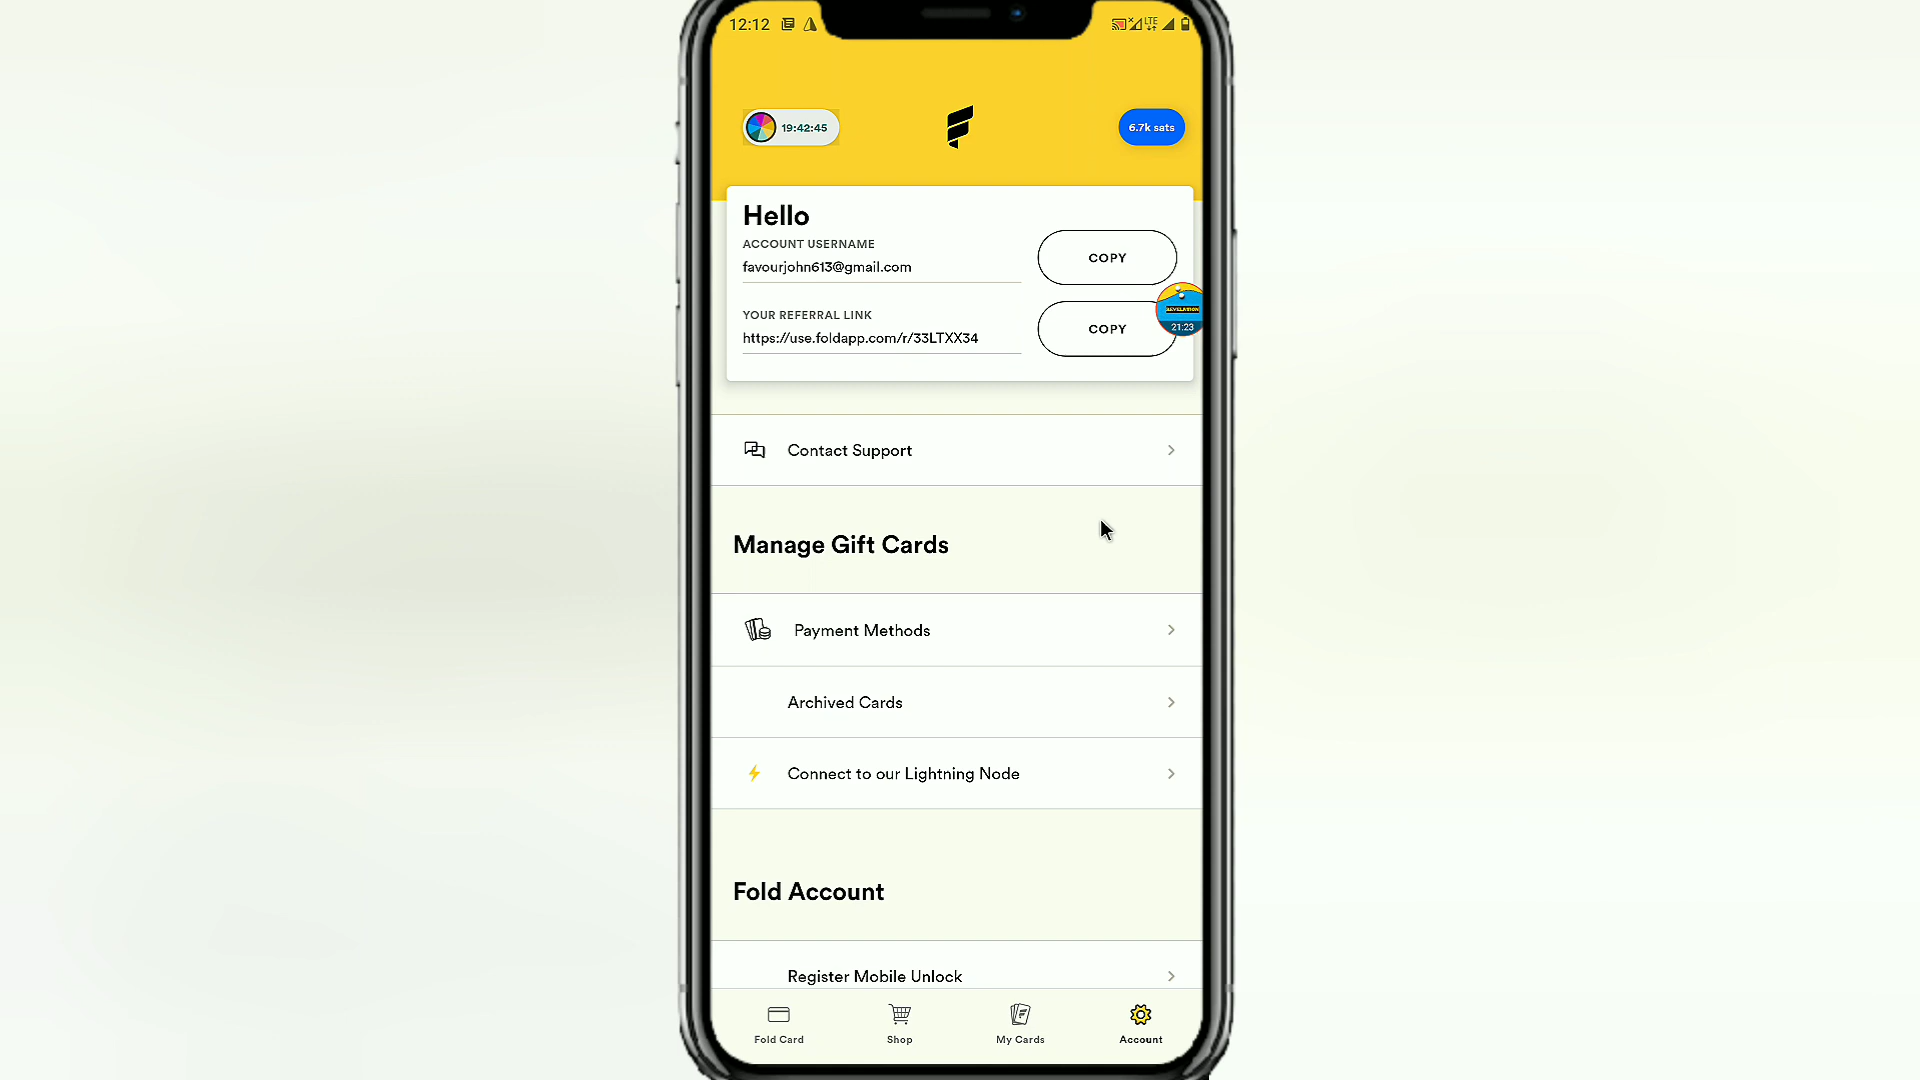 12:12
LTE
19:42:45
6.7k sats
Hello
ACCOUNT USERNAME
favourjohn613@gmail.com
COPY
YOUR REFERRAL LINK
https://use.foldapp.com/r/33LTXX34
COPY
REVELATION
21:23
Contact Support
Manage Gift Cards
Payment Methods
Archived Cards
Connect to our Lightning Node
Fold Account
Register Mobile Unlock
Fold Card
Shop
My Cards
Account